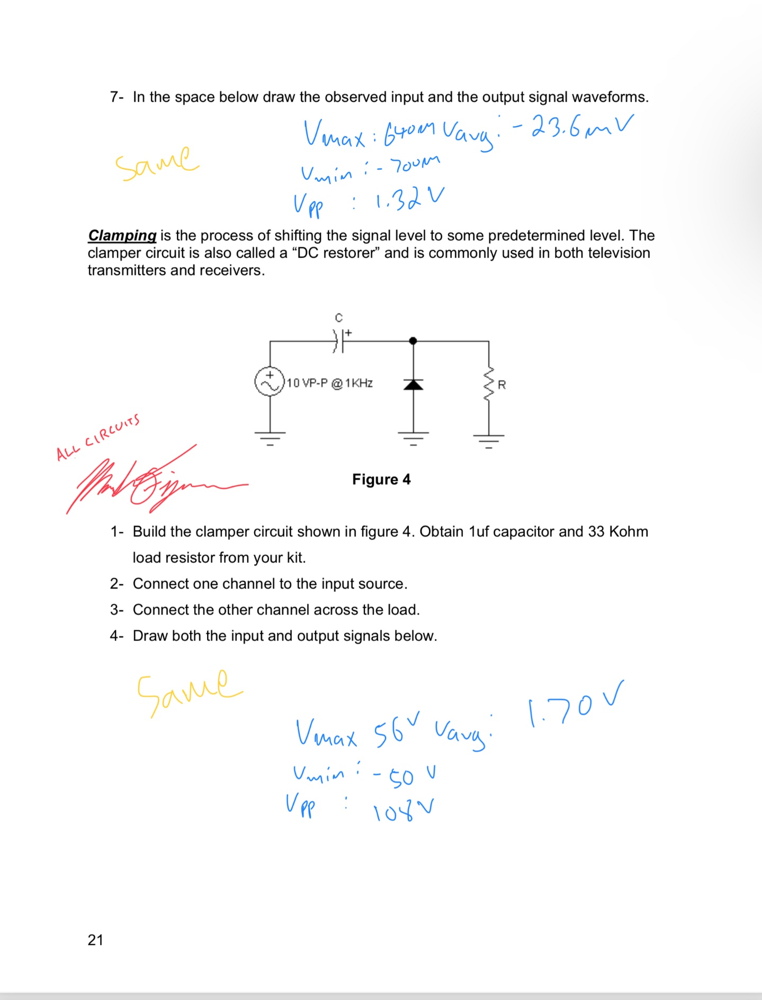 7- In the space below draw the observed input and the output signal waveforms.
Vmax : 640m Vavg: -23.6mV
Same
Vmin : -700m
Vpp : 1.32V
Clamping is the process of shifting the signal level to some predetermined level. The
clamper circuit is also called a “DC restorer” and is commonly used in both television
transmitters and receivers.
C
+
+
10 VP-P @ 1KHz
R
ALL CIRCUITS
Figure 4
1- Build the clamper circuit shown in figure 4. Obtain 1uf capacitor and 33 Kohm
load resistor from your kit.
2- Connect one channel to the input source.
3- Connect the other channel across the load.
4- Draw both the input and output signals below.
Same
Vmax 56V Vavg: 1.70V
Vmin : -50 V
Vpp : 108V
21